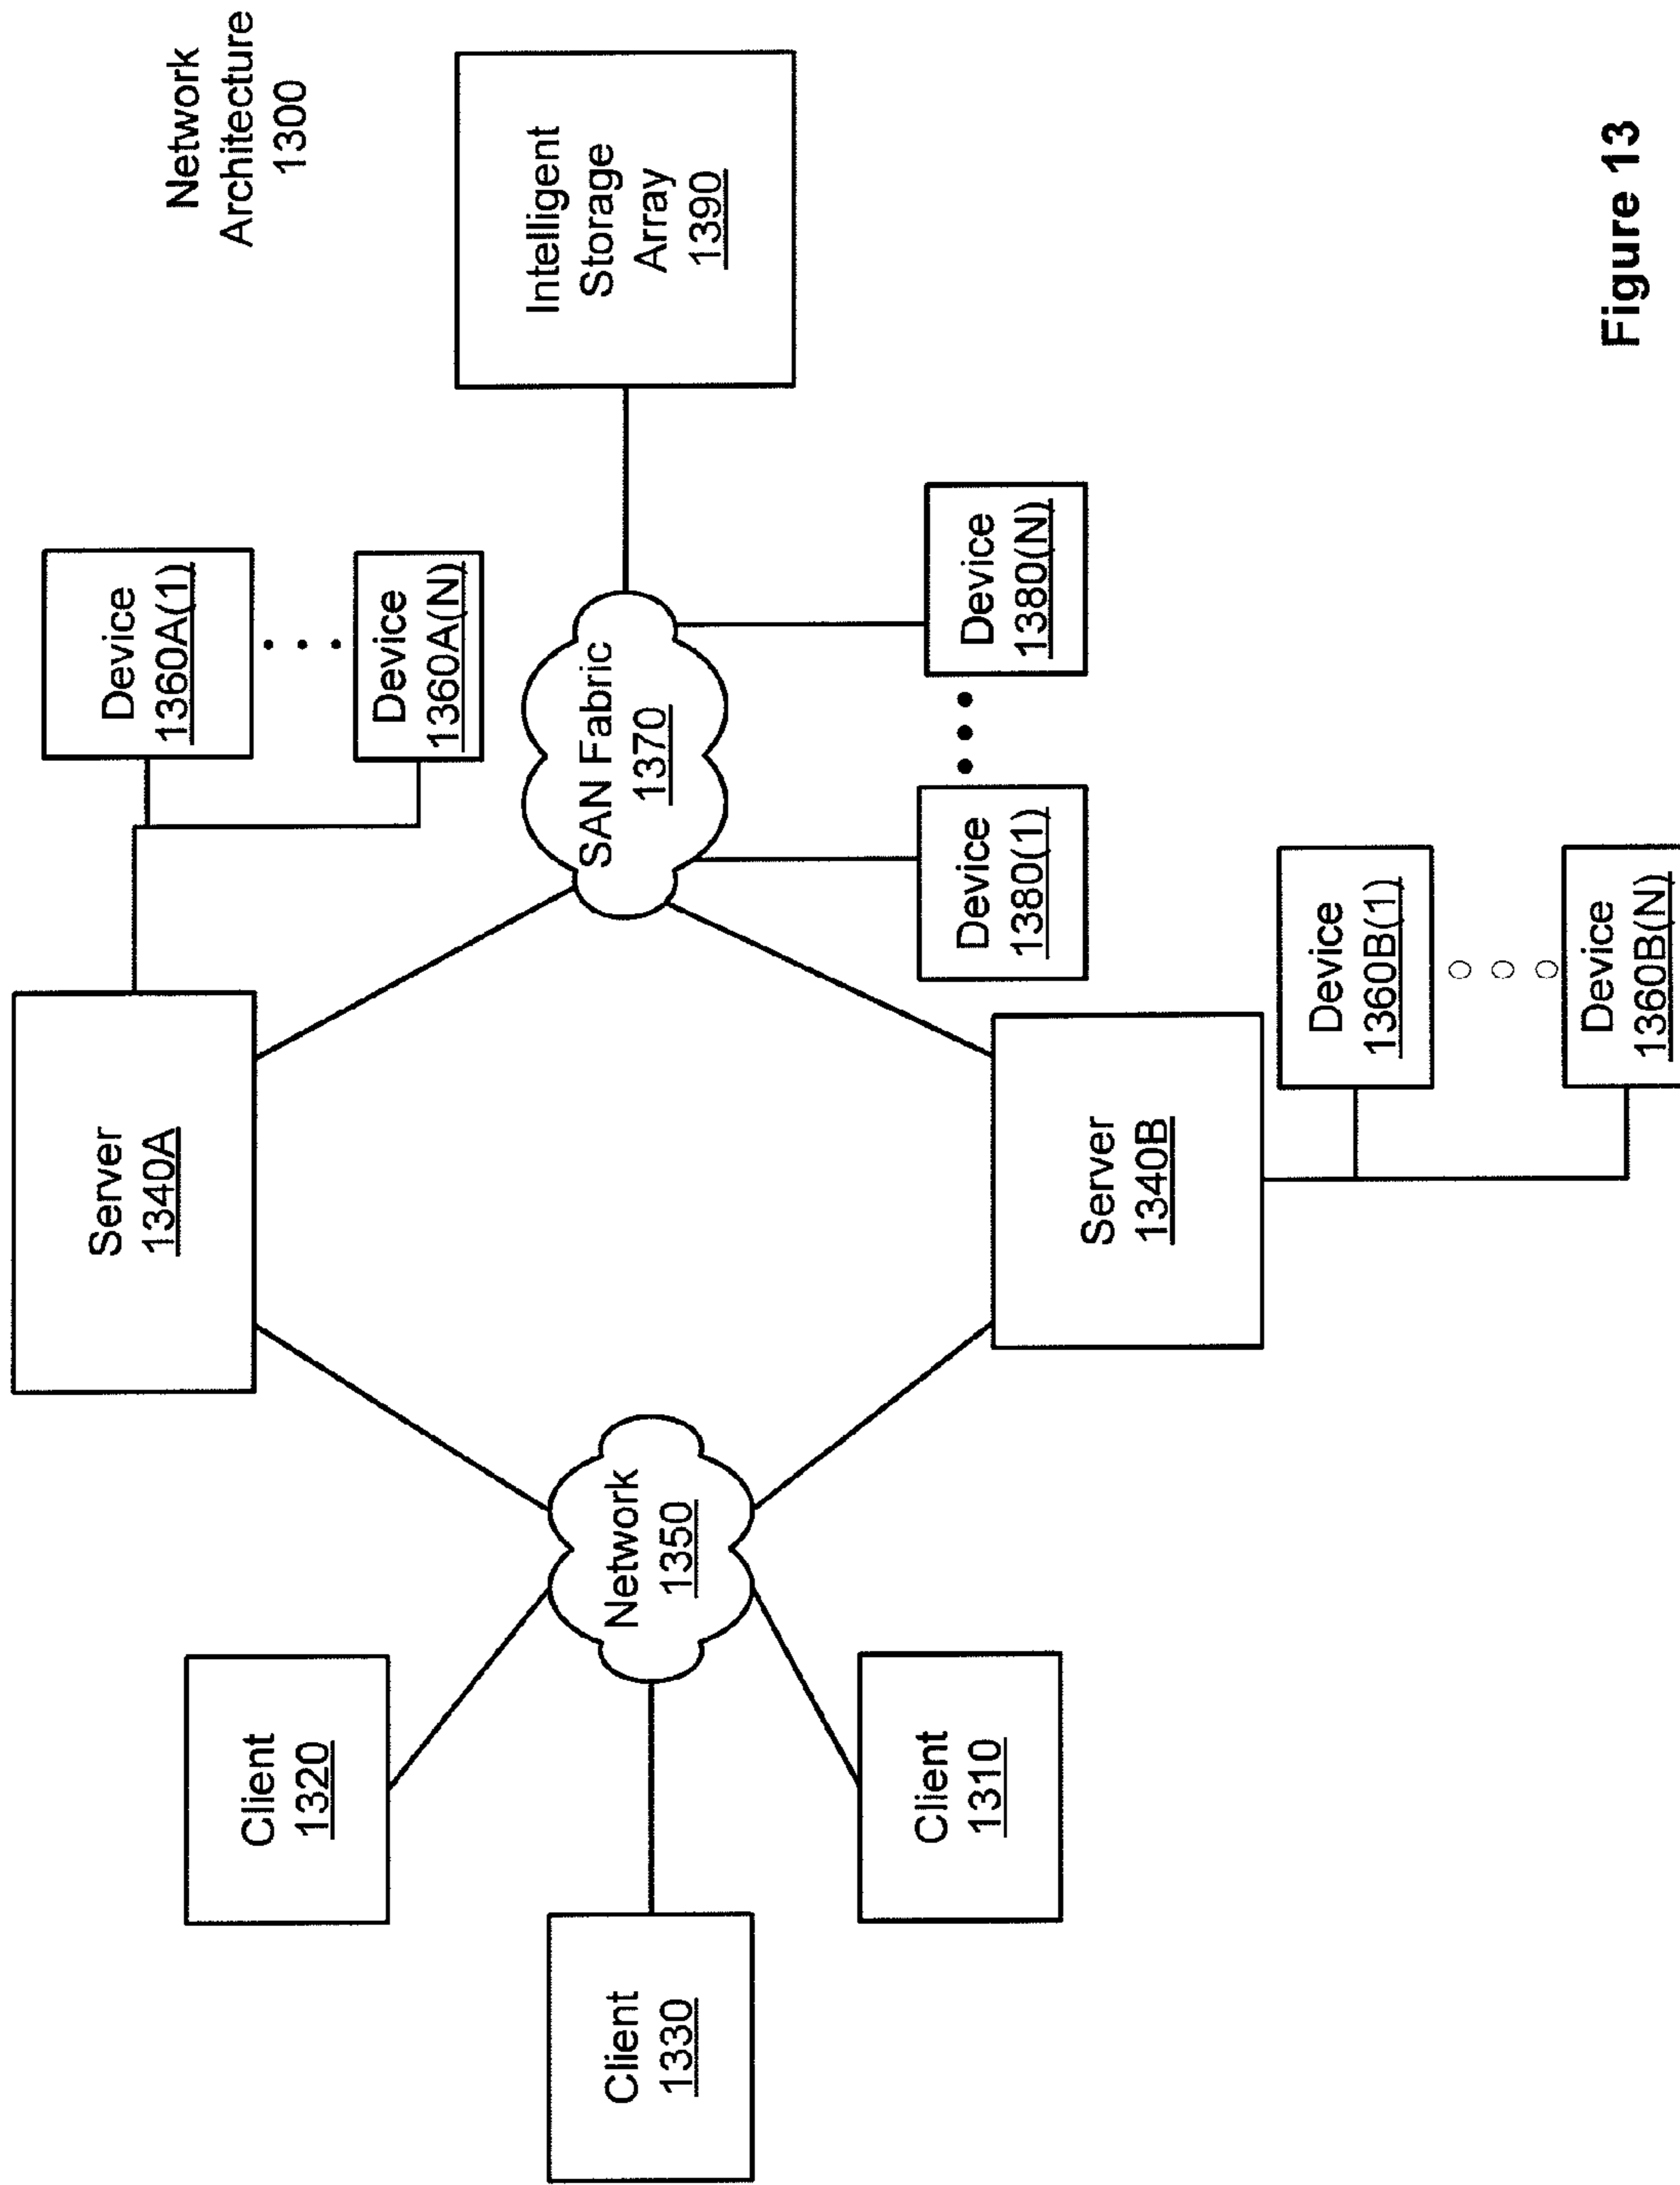 Network
Architecture
1300
Device
1360A(1)
Device
1360A(N)
Server
1340A
Client
1320
Intelligent
Storage
Array
1390
SAN Fabric
1370
Network
1350
Client
1330
Device
1380(1)
Device
1380(N)
Server
1340B
Client
1310
Device
1360B(1)
Device
1360B(N)
Figure 13